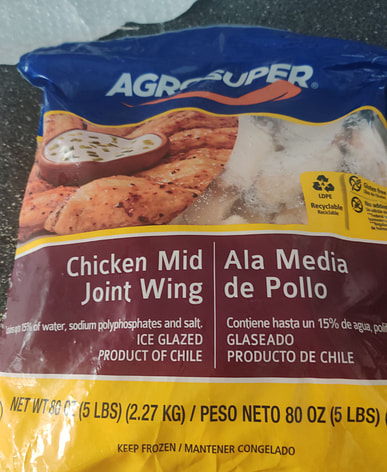 AGROSUPER
LDPE
Recyclable
Reciclable
Chicken Mid
Joint Wing
Ala Media
de Pollo
15% of water, sodium polyphosphates and salt.
ICE GLAZED
PRODUCT OF CHILE
Contiene hasta un 15% de agua,
GLASEADO
PRODUCTO DE CHILE
NET WT 80 OZ (5 LBS) (2.27 KG) / PESO NETO 80 OZ (5 LBS)
KEEP FROZEN / MANTENER CONGELADO